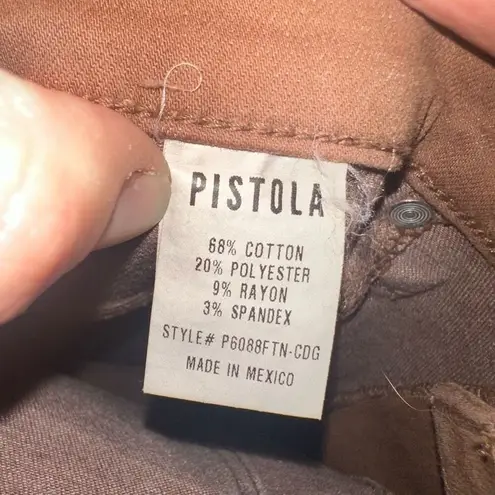 PISTOLA
68% COTTON
20% POLYESTER
9% RAYON
3% SPANDEX
STYLE# P6088FTN-CDG
MADE IN MEXICO